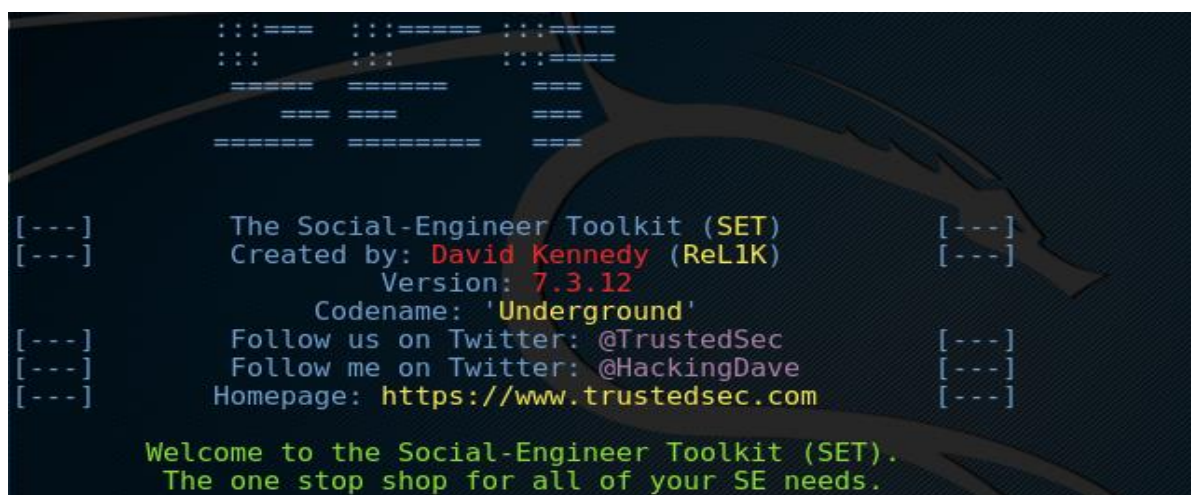 :::===  :::===== :::====
:::     :::      :::====
 =====  ======     ===
    === ===        ===
======  ========   ===
[---]        The Social-Engineer Toolkit (SET)         [---]
[---]        Created by: David Kennedy (ReL1K)         [---]
Version: 7.3.12
Codename: 'Underground'
[---]        Follow us on Twitter: @TrustedSec         [---]
[---]        Follow me on Twitter: @HackingDave        [---]
[---]       Homepage: https://www.trustedsec.com       [---]
Welcome to the Social-Engineer Toolkit (SET).
The one stop shop for all of your SE needs.